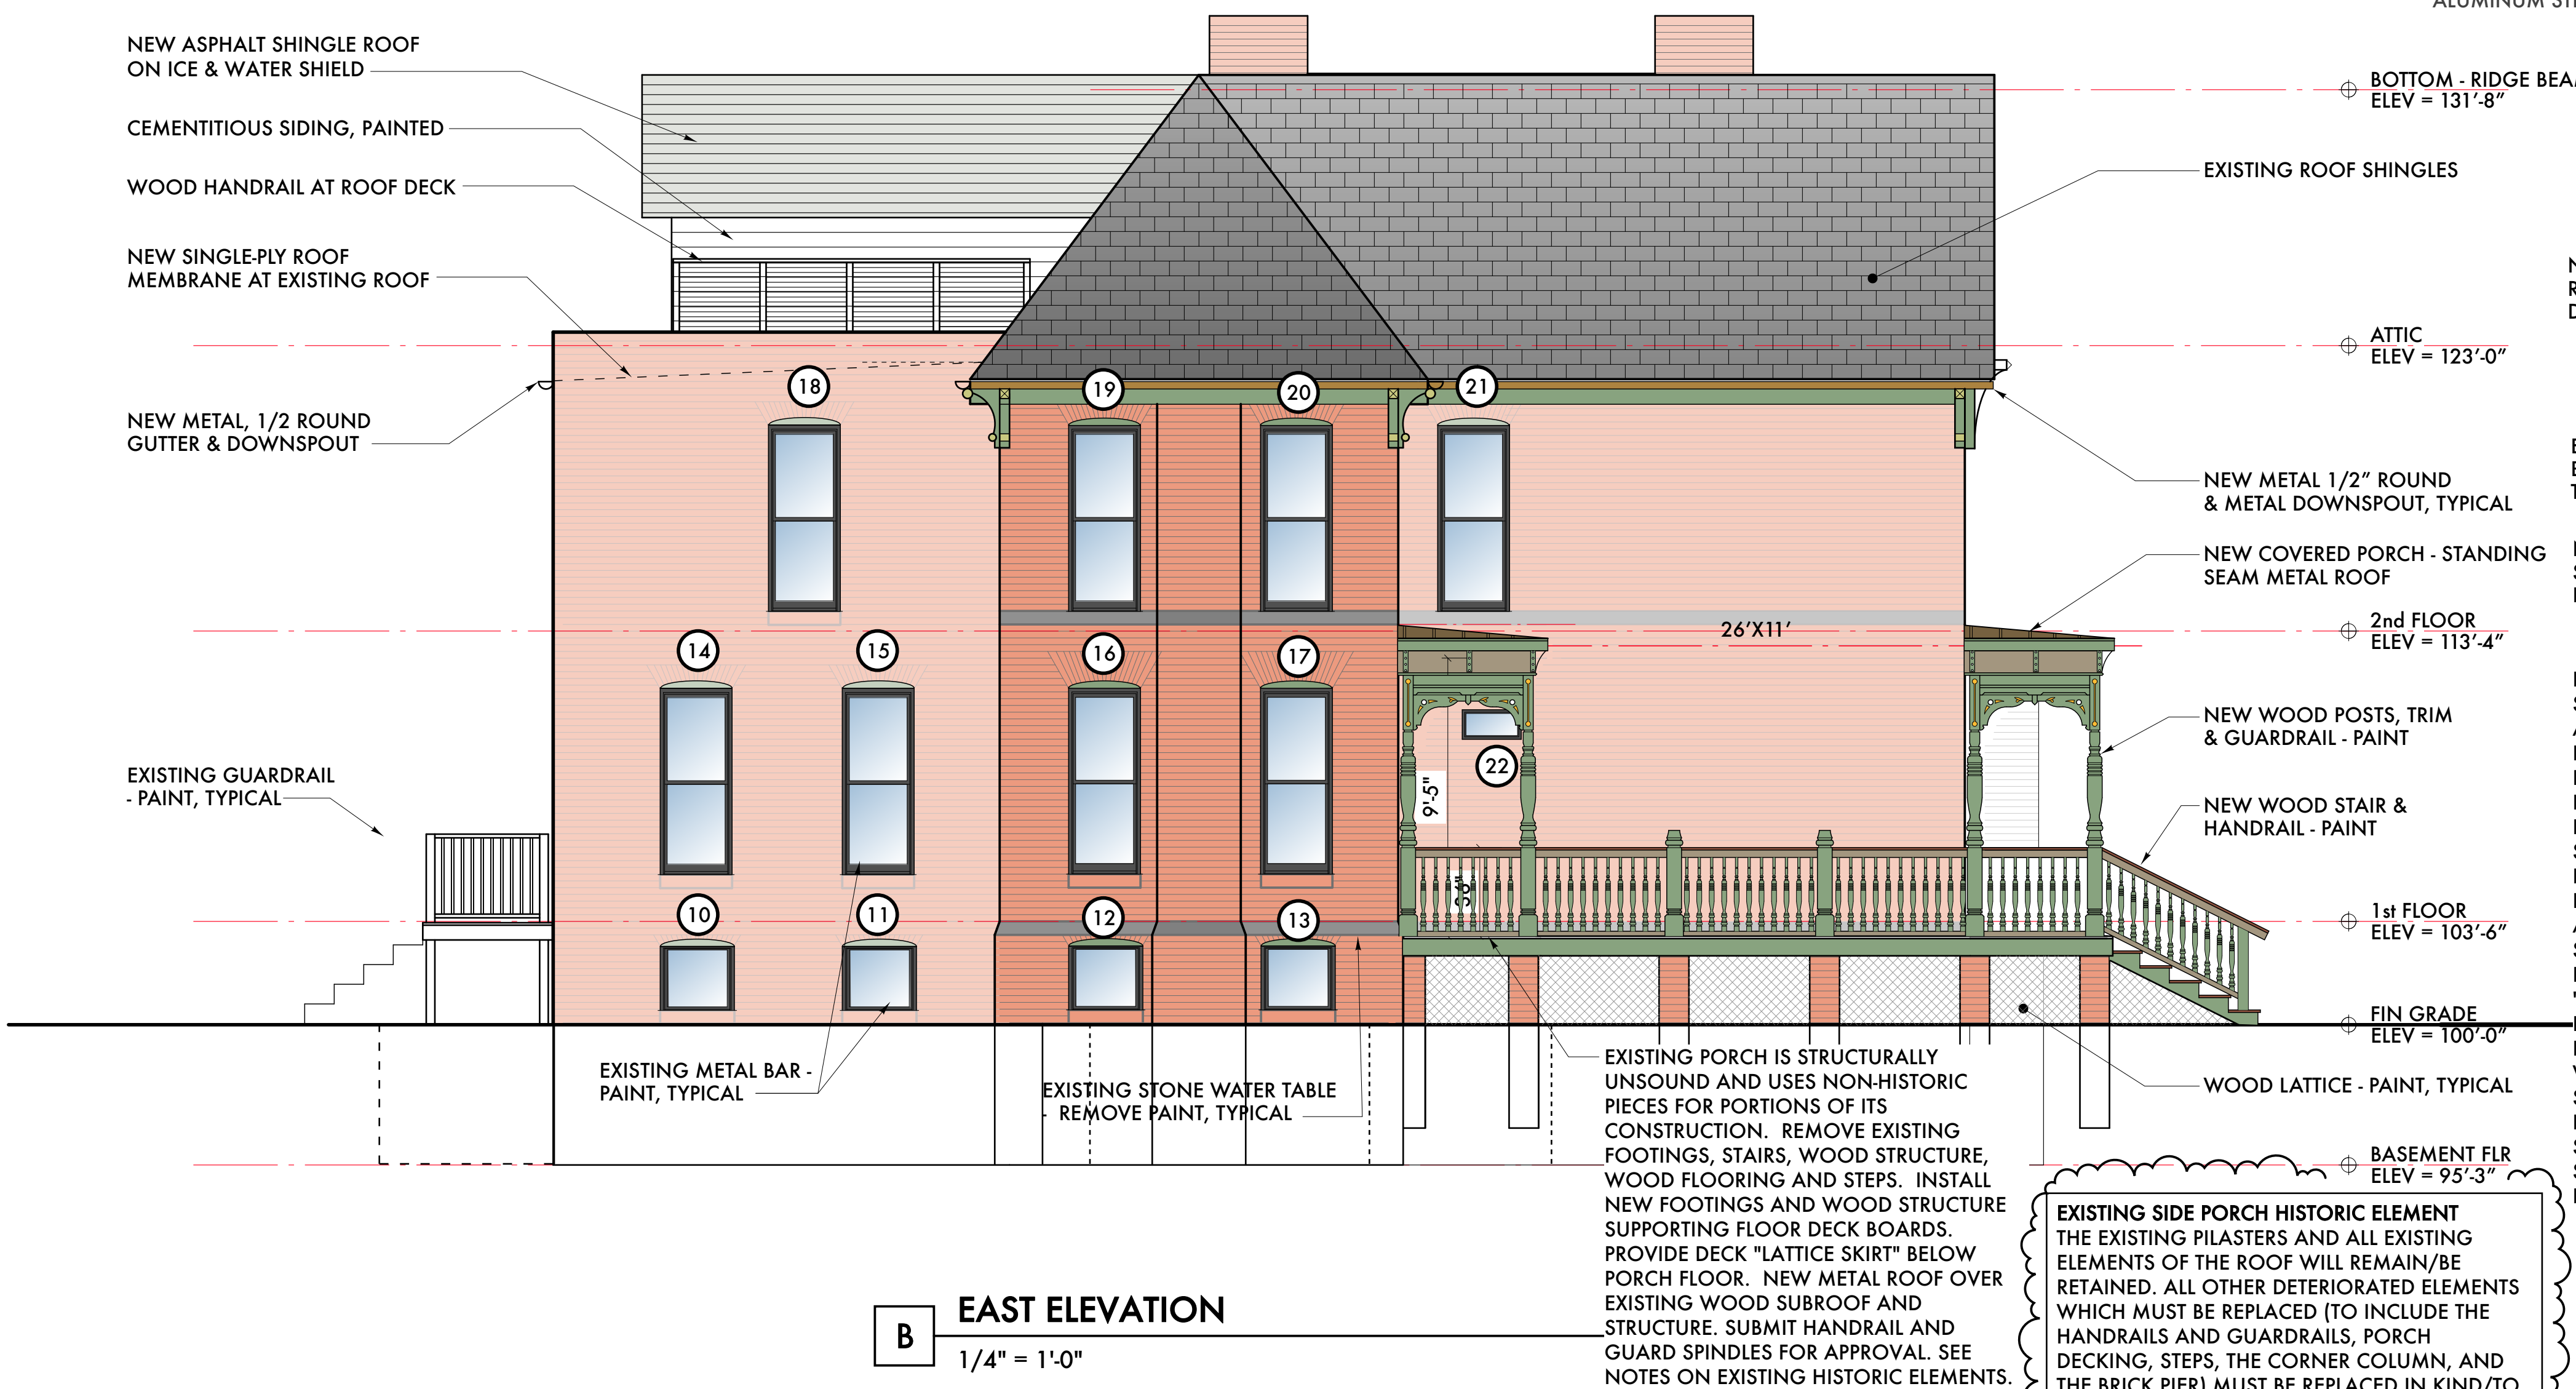 NEW ASPHALT SHINGLE ROOF
ON ICE & WATER SHIELD
CEMENTITIOUS SIDING, PAINTED
WOOD HANDRAIL AT ROOF DECK
NEW SINGLE-PLY ROOF
MEMBRANE AT EXISTING ROOF
NEW METAL, 1/2 ROUND
GUTTER & DOWNSPOUT
EXISTING GUARDRAIL
- PAINT, TYPICAL
18
19
20
21
14
15
16
17
22
10
11
12
13
26'X11'
9'-5"
BOTTOM - RIDGE
ELEV = 131'-8"
EXISTING ROOF SHINGLES
ATTIC
ELEV = 123'-0"
NEW METAL 1/2" ROUND
& METAL DOWNSPOUT, TYPICAL
NEW COVERED PORCH - STANDING
SEAM METAL ROOF
2nd FLOOR
ELEV = 113'-4"
NEW WOOD POSTS, TRIM
& GUARDRAIL - PAINT
NEW WOOD STAIR &
HANDRAIL - PAINT
1st FLOOR
ELEV = 103'-6"
FIN GRADE
ELEV = 100'-0"
WOOD LATTICE - PAINT, TYPICAL
BASEMENT FLR
ELEV = 95'-3"
EXISTING METAL BAR -
PAINT, TYPICAL
EXISTING STONE WATER TABLE
- REMOVE PAINT, TYPICAL
EXISTING PORCH IS STRUCTURALLY
UNSOUND AND USES NON-HISTORIC
PIECES FOR PORTIONS OF ITS
CONSTRUCTION. REMOVE EXISTING
FOOTINGS, STAIRS, WOOD STRUCTURE,
WOOD FLOORING AND STEPS. INSTALL
NEW FOOTINGS AND WOOD STRUCTURE
SUPPORTING FLOOR DECK BOARDS.
PROVIDE DECK "LATTICE SKIRT" BELOW
PORCH FLOOR. NEW METAL ROOF OVER
EXISTING WOOD SUBROOF AND
STRUCTURE. SUBMIT HANDRAIL AND
GUARD SPINDLES FOR APPROVAL. SEE
NOTES ON EXISTING HISTORIC ELEMENTS.
EXISTING SIDE PORCH HISTORIC ELEMENT
THE EXISTING PILASTERS AND ALL EXISTING
ELEMENTS OF THE ROOF WILL REMAIN/BE
RETAINED. ALL OTHER DETERIORATED ELEMENTS
WHICH MUST BE REPLACED (TO INCLUDE THE
HANDRAILS AND GUARDRAILS, PORCH
DECKING, STEPS, THE CORNER COLUMN, AND
THE BRICK PIER) MUST BE REPLACED IN KIND/TO
B
EAST ELEVATION
1/4" = 1'-0"